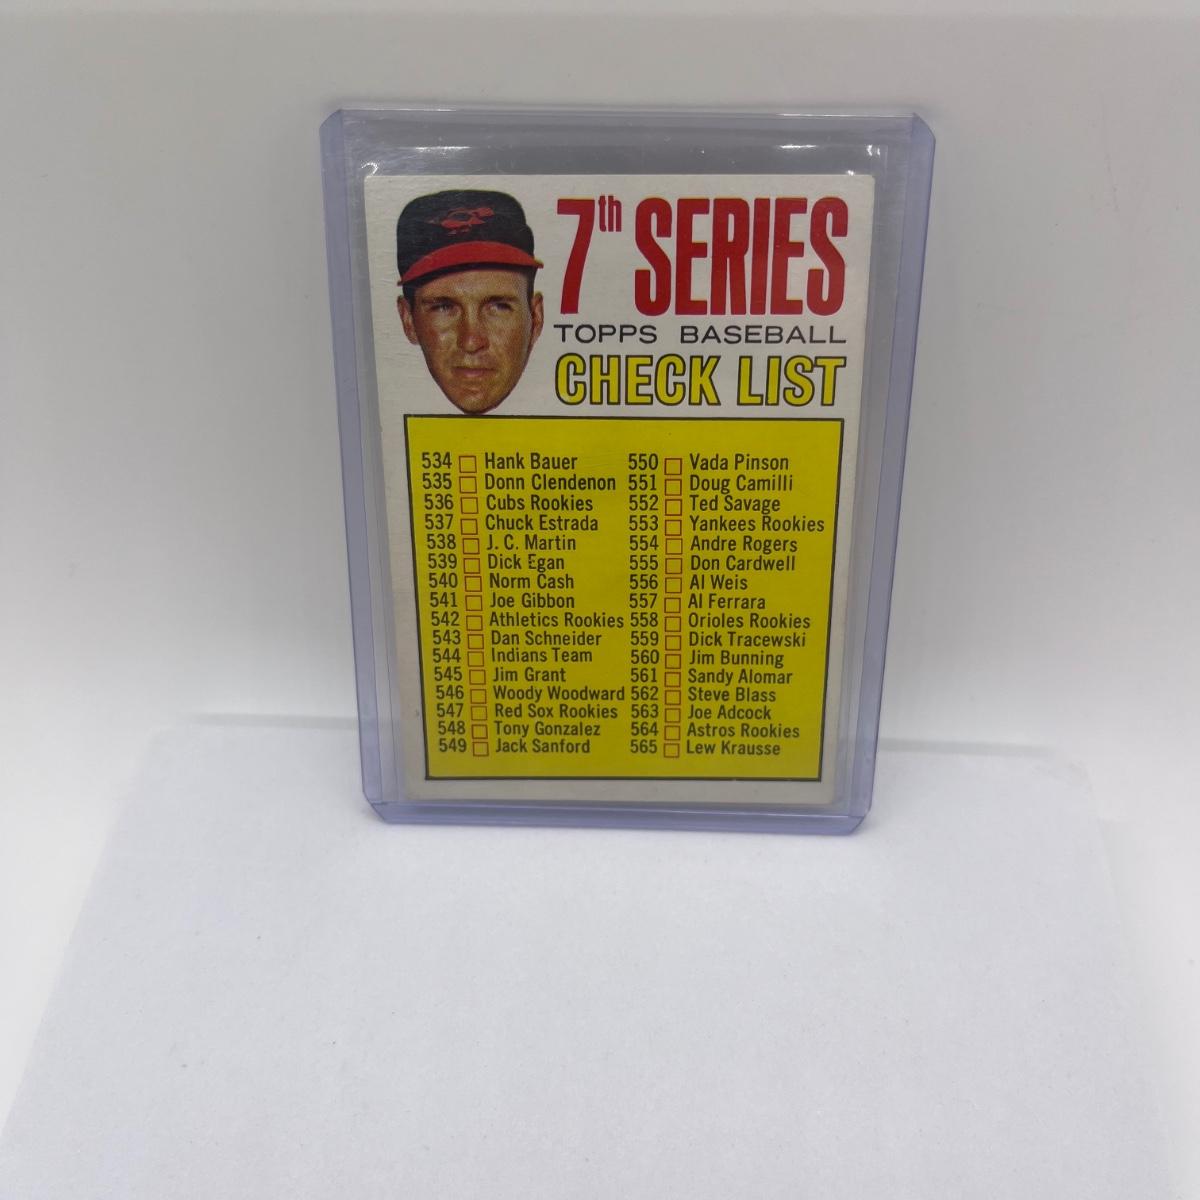 7th SERIES
TOPPS BASEBALL
CHECK LIST
534 Hank Bauer
535 Donn Clendenon
536 Cubs Rookies
537 Chuck Estrada
538 J. C. Martin
539 Dick Egan
540 Norm Cash
541 Joe Gibbon
542 Athletics Rookies
543 Dan Schneider
544 Indians Team
545 Jim Grant
546 Woody Woodward
547 Red Sox Rookies
548 Tony Gonzalez
549 Jack Sanford
550 Vada Pinson
551 Doug Camilli
552 Ted Savage
553 Yankees Rookies
554 Andre Rogers
555 Don Cardwell
556 Al Weis
557 Al Ferrara
558 Orioles Rookies
559 Dick Tracewski
560 Jim Bunning
561 Sandy Alomar
562 Steve Blass
563 Joe Adcock
564 Astros Rookies
565 Lew Krausse